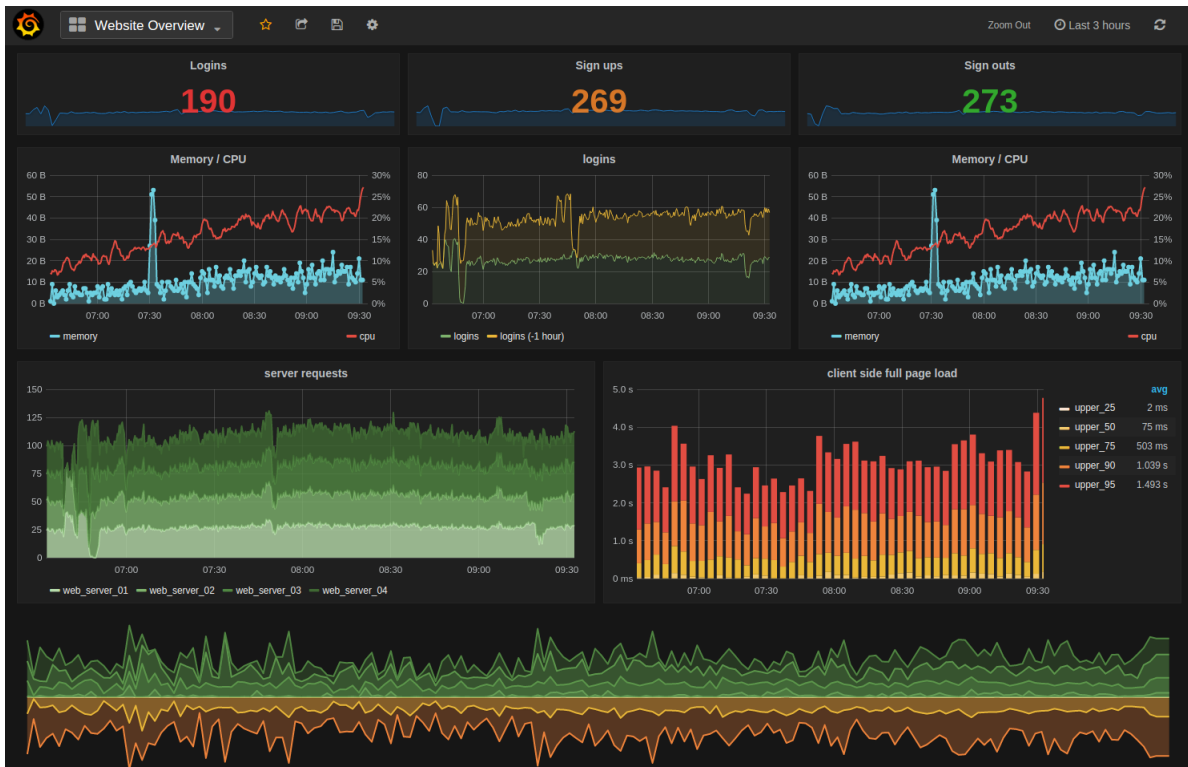 Website Overview
Zoom Out
Last 3 hours
Logins
190
Sign ups
269
Sign outs
273
Memory / CPU
60 B
50 B
40 B
30 B
20 B
10 B
0 B
30%
25%
20%
15%
10%
5%
0%
07:00 07:30 08:00 08:30 09:00 09:30
memory cpu
logins
80
60
40
20
0
07:00 07:30 08:00 08:30 09:00 09:30
logins logins (-1 hour)
Memory / CPU
60 B
50 B
40 B
30 B
20 B
10 B
0 B
30%
25%
20%
15%
10%
5%
0%
07:00 07:30 08:00 08:30 09:00 09:30
memory cpu
server requests
150
125
100
75
50
25
0
07:00 07:30 08:00 08:30 09:00 09:30
web_server_01 web_server_02 web_server_03 web_server_04
client side full page load
5.0 s
4.0 s
3.0 s
2.0 s
1.0 s
0 ms
07:00 07:30 08:00 08:30 09:00 09:30
avg
upper_25 2 ms
upper_50 75 ms
upper_75 503 ms
upper_90 1.039 s
upper_95 1.493 s